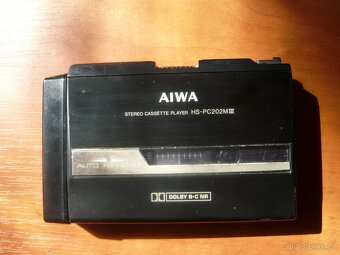 AIWA
STEREO CASSETTE PLAYER HS-PC202MⅢ
AUTO REVERSE
DOLBY B-C NR